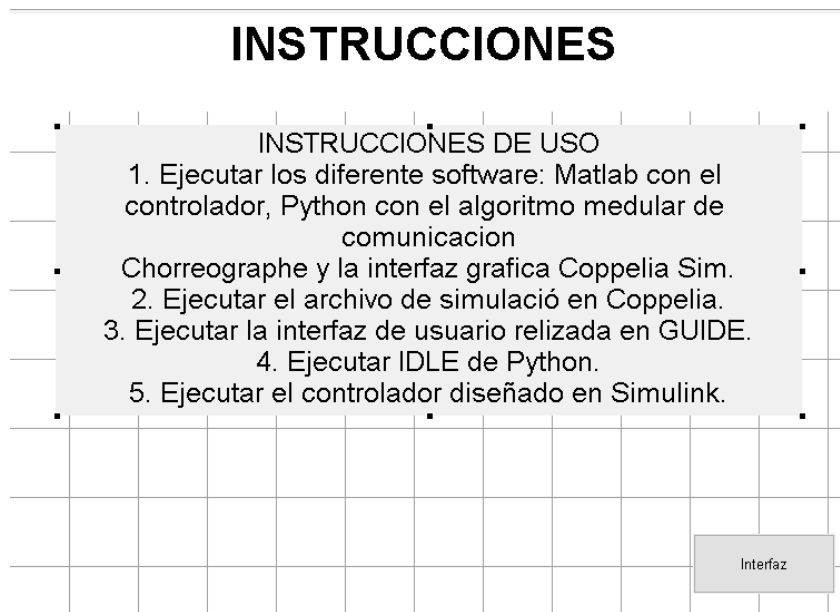 INSTRUCCIONES
INSTRUCCIONES DE USO
1. Ejecutar los diferente software: Matlab con el
controlador, Python con el algoritmo medular de
comunicacion
Chorreographe y la interfaz grafica Coppelia Sim.
2. Ejecutar el archivo de simulació en Coppelia.
3. Ejecutar la interfaz de usuario relizada en GUIDE.
4. Ejecutar IDLE de Python.
5. Ejecutar el controlador diseñado en Simulink.
Interfaz